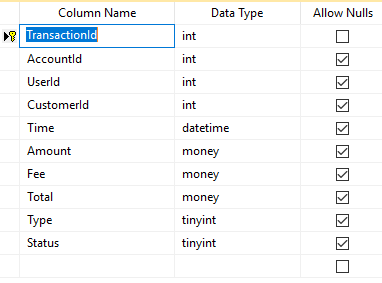 Column Name Data Type Allow Nulls
TransactionId int
AccountId int
UserId int
CustomerId int
Time datetime
Amount money
Fee money
Total money
Type tinyint
Status tinyint